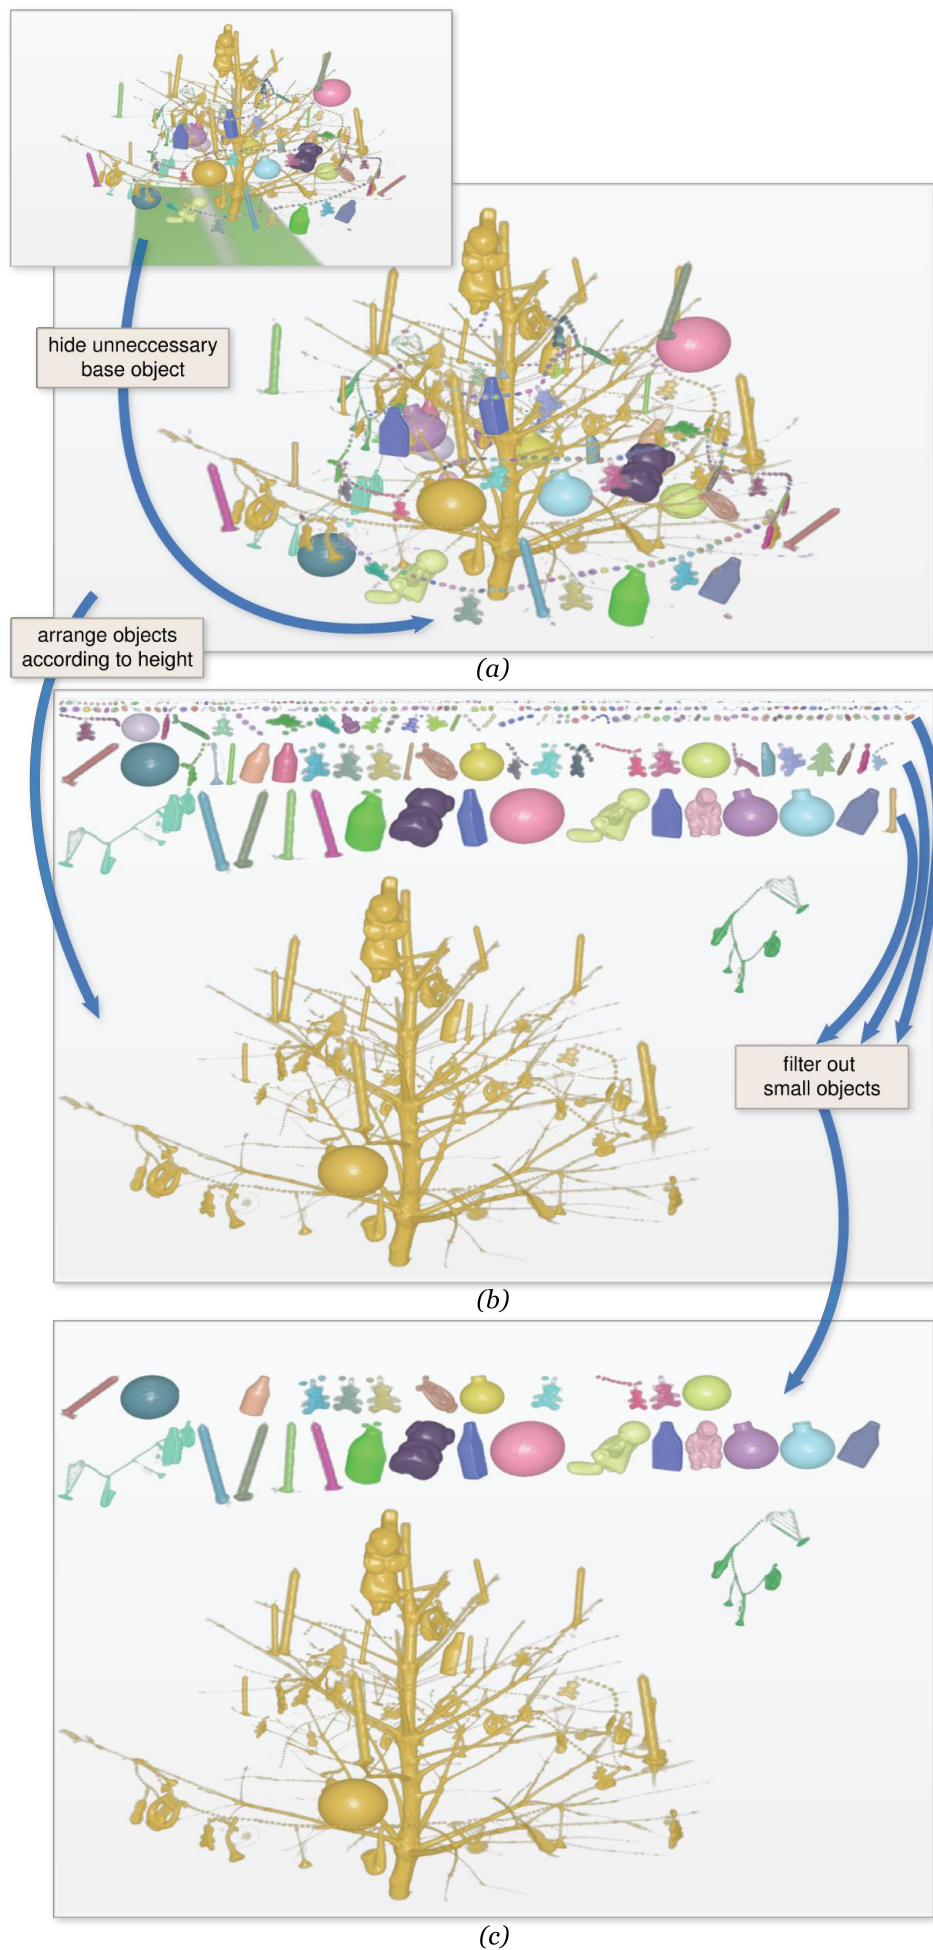 hide unneccessary
base object
(a)
arrange objects
according to height
filter out
small objects
(b)
(c)